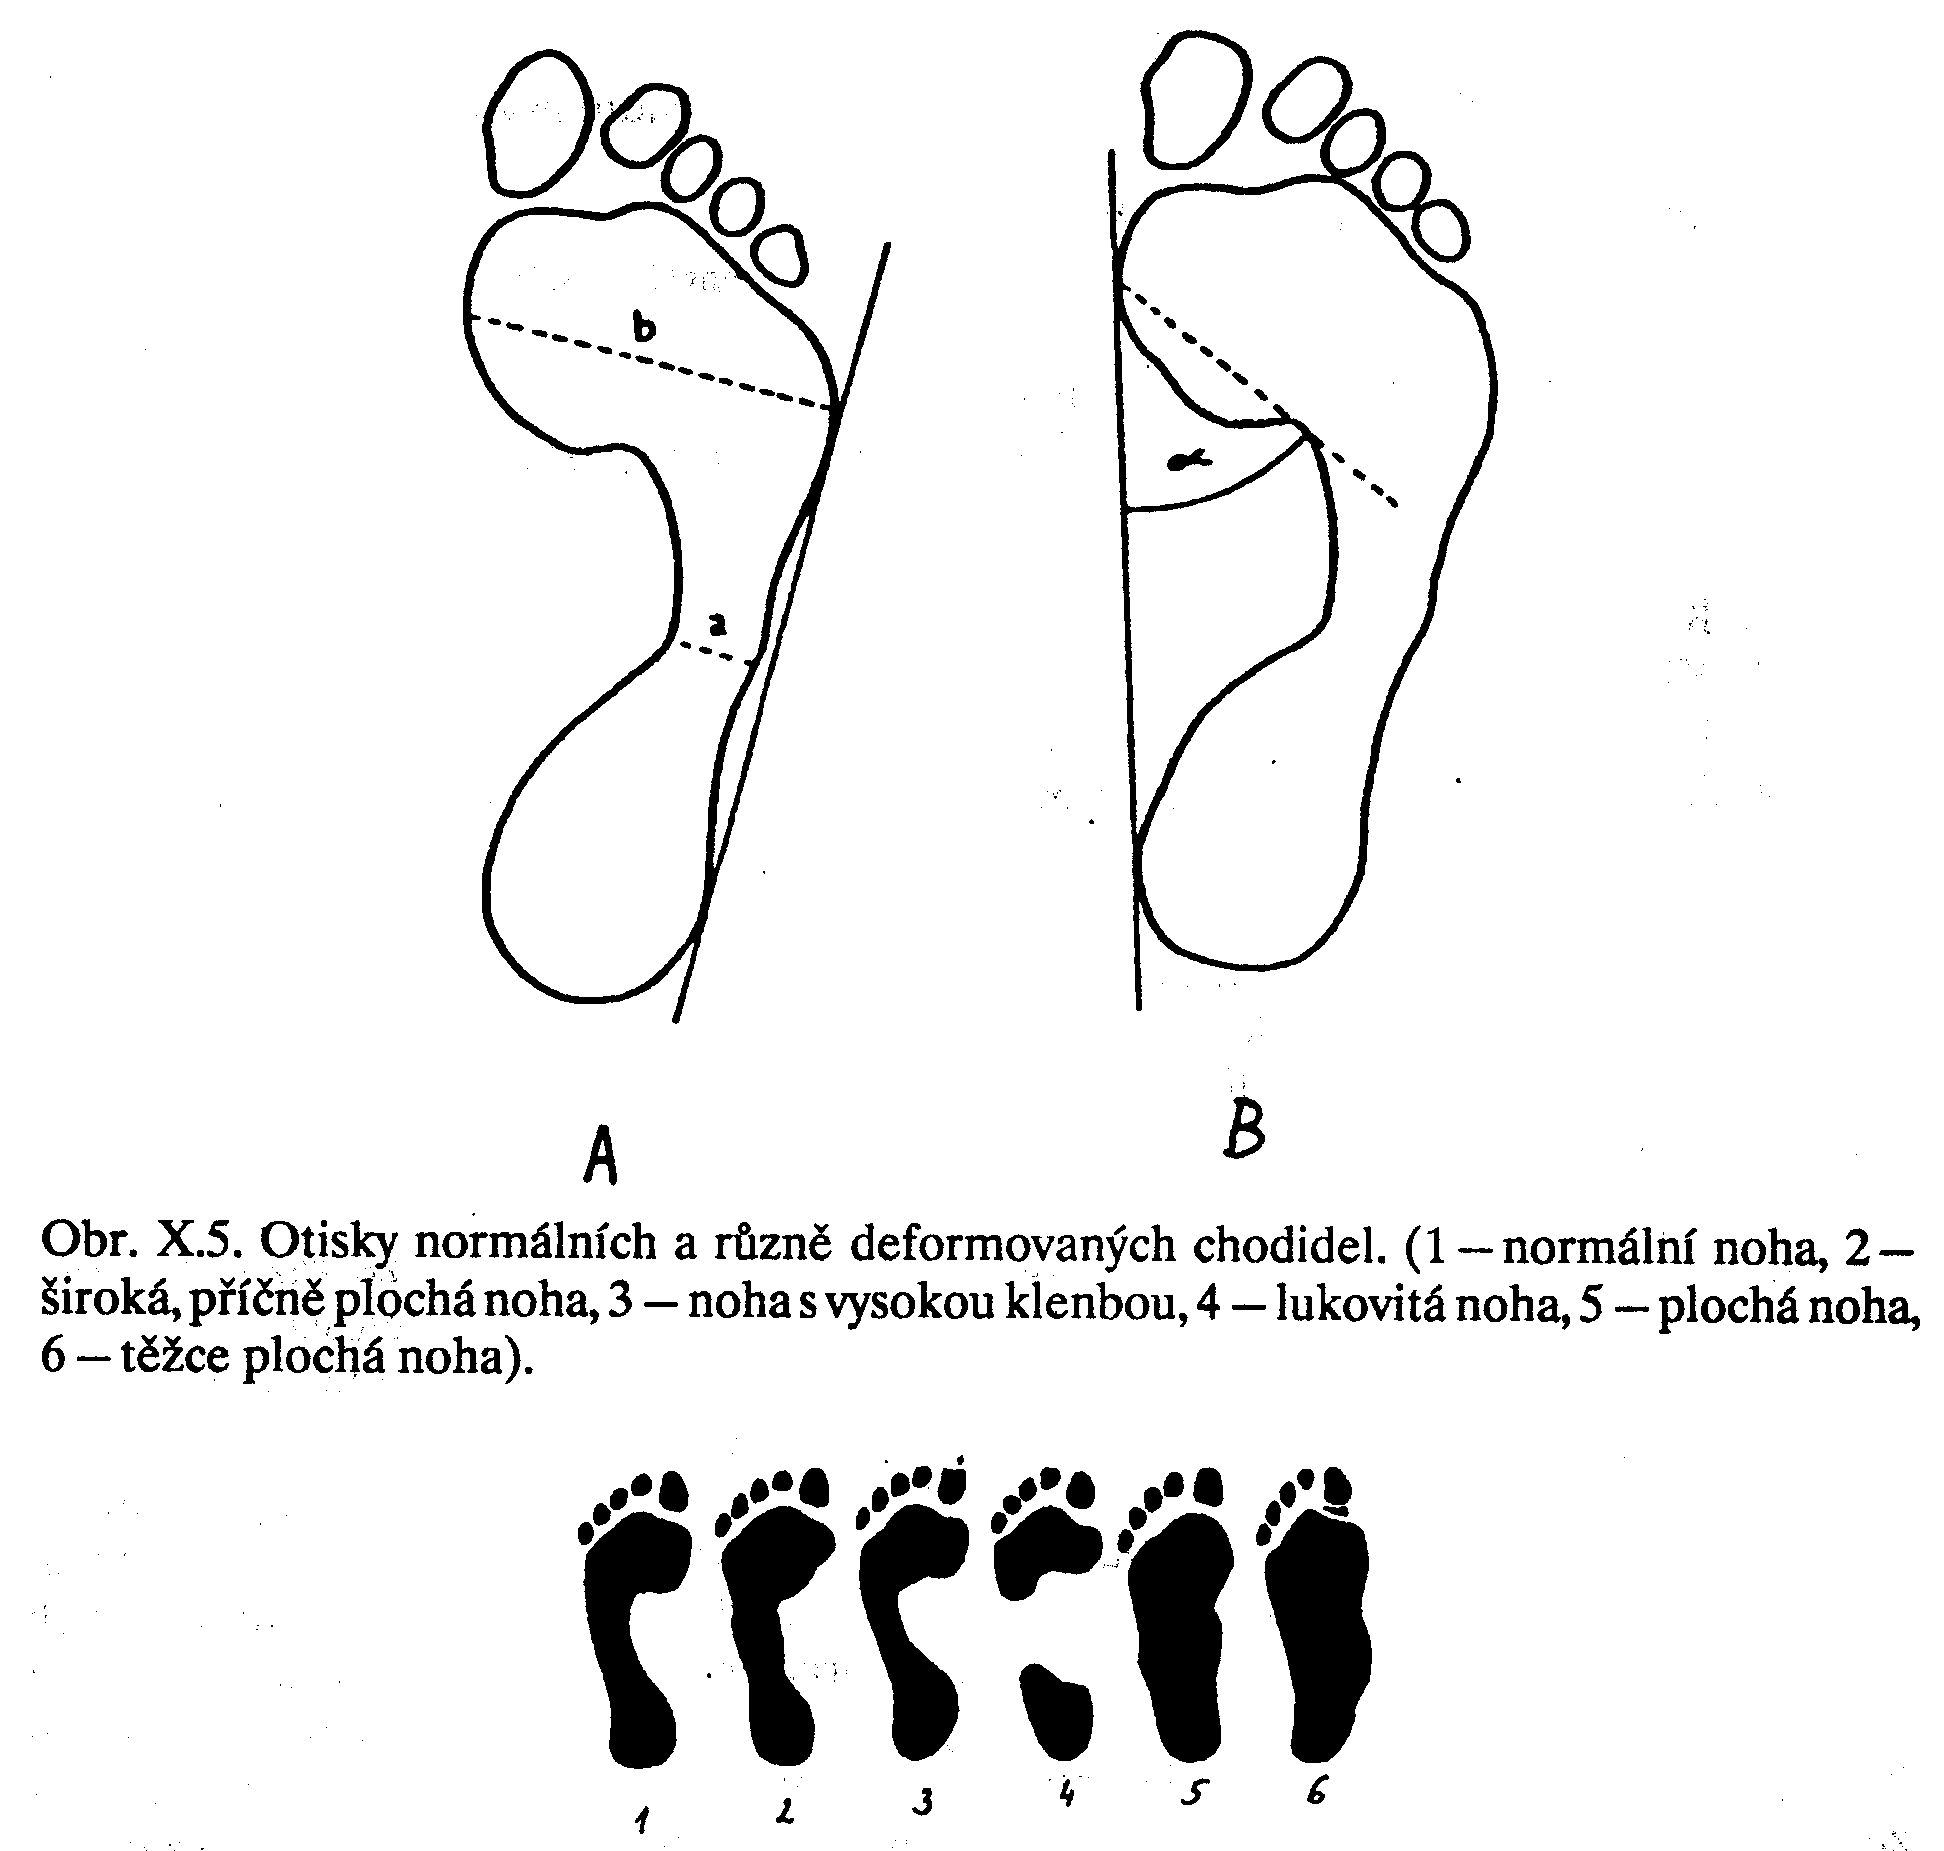 b
α
a
A
B
Obr. X.5. Otisky normálních a různě deformovaných chodidel. (1 – normální noha, 2 –
široká, příčně plochá noha, 3 – noha s vysokou klenbou, 4 – lukovitá noha, 5 – plochá noha,
6 – těžce plochá noha).
1 2 3 4 5 6